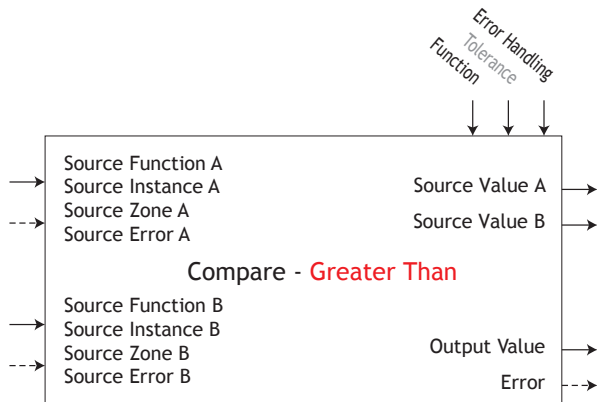 Error Handling
Tolerance
Function
Source Function A
Source Instance A
Source Zone A
Source Error A
Source Value A
Source Value B
Compare - Greater Than
Source Function B
Source Instance B
Source Zone B
Source Error B
Output Value
Error